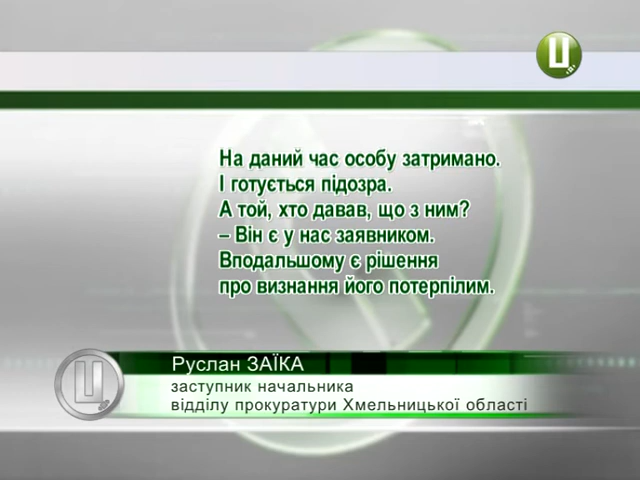 Ц
На даний час особу затримано.
І готується підозра.
А той, хто давав, що з ним?
– Він є у нас заявником.
Вподальшому є рішення
про визнання його потерпілим.
Руслан ЗАЇКА
Ц
заступник начальника
відділу прокуратури Хмельницької області